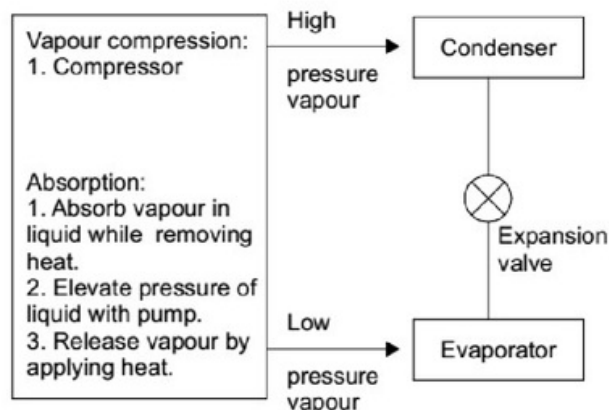 Vapour compression:
1. Compressor
Absorption:
1. Absorb vapour in
liquid while removing
heat.
2. Elevate pressure of
liquid with pump.
3. Release vapour by
applying heat.
High
pressure
vapour
Condenser
Expansion
valve
Low
pressure
vapour
Evaporator